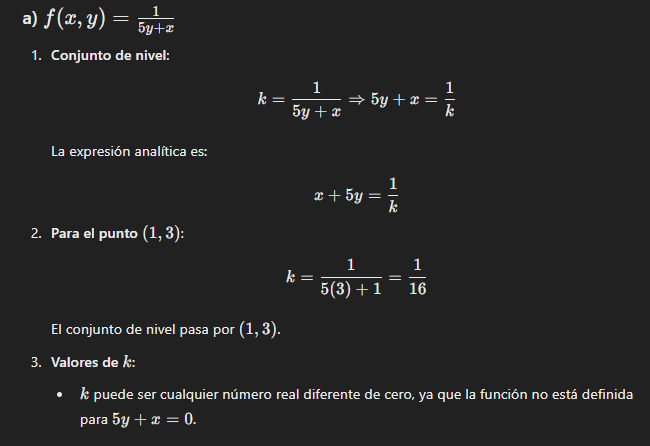 a) f(x, y) = 1/(5y+x)
1. Conjunto de nivel:
k = 1/(5y + x) ⇒ 5y + x = 1/k
La expresión analítica es:
x + 5y = 1/k
2. Para el punto (1, 3):
k = 1/(5(3) + 1) = 1/16
El conjunto de nivel pasa por (1, 3).
3. Valores de k:
• k puede ser cualquier número real diferente de cero, ya que la función no está definida
para 5y + x = 0.